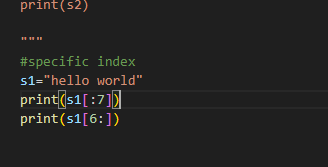 print(s2)
"""
#specific index
s1="hello world"
print(s1[:7])
print(s1[6:])